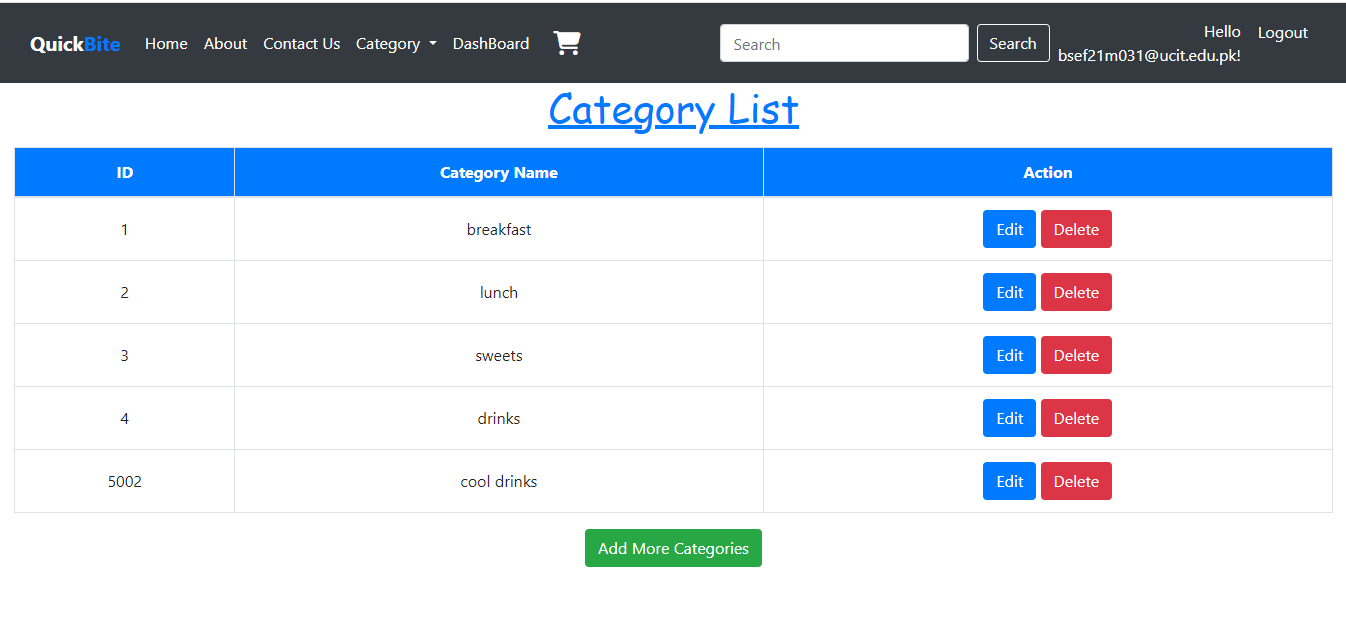 QuickBite Home About Contact Us Category DashBoard Search Search Hello Logout
bsef21m031@ucit.edu.pk!
Category List
ID Category Name Action
1 breakfast Edit Delete
2 lunch Edit Delete
3 sweets Edit Delete
4 drinks Edit Delete
5002 cool drinks Edit Delete
Add More Categories